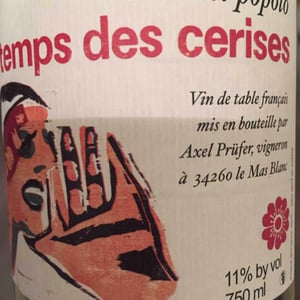 popolo
temps des cerises
Vin de table français
mis en bouteille par
Axel Prüfer, vigneron
à 34260 le Mas Blanc
11% by vol
750 ml